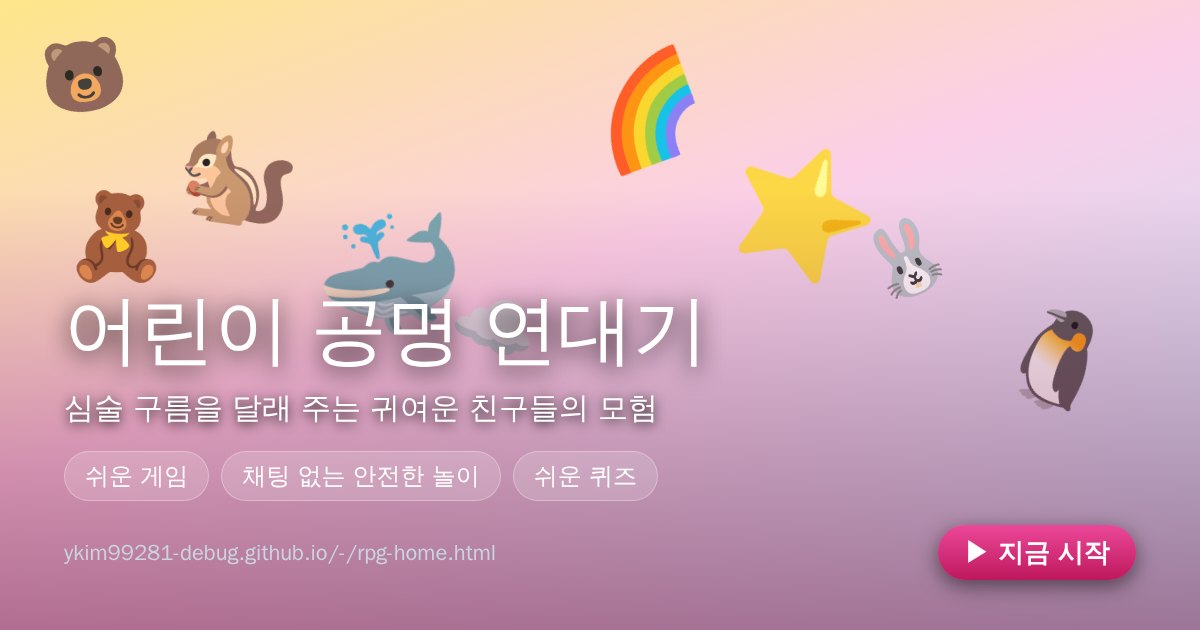 어린이 공명 연대기
심술 구름을 달래 주는 귀여운 친구들의 모험
쉬운 게임 채팅 없는 안전한 놀이 쉬운 퀴즈
ykim99281-debug.github.io/-/rpg-home.html
▶ 지금 시작